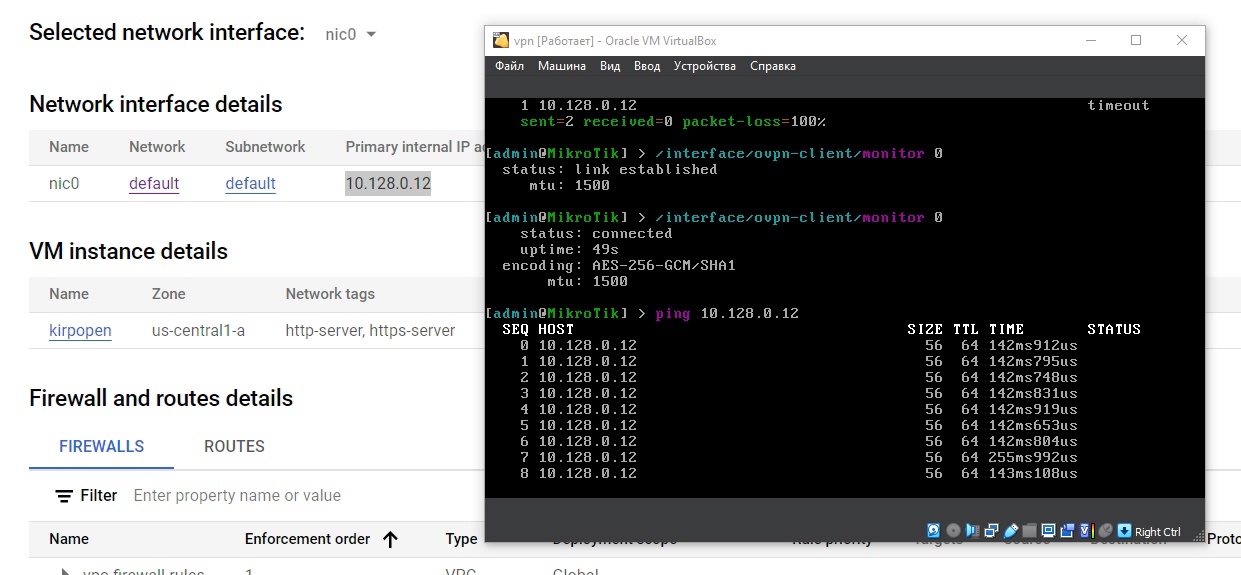 Selected network interface: nic0
Network interface details
Name Network Subnetwork Primary internal IP
nic0 default default 10.128.0.12
VM instance details
Name Zone Network tags
kirpopen us-central1-a http-server, https-server
Firewall and routes details
FIREWALLS ROUTES
Filter Enter property name or value
Name Enforcement order Type Deployment scope Rule priority Targets Source Destination
vpc-firewall-rules 1 VPC Global
vpn [Работает] - Oracle VM VirtualBox
Файл Машина Вид Ввод Устройства Справка
1 10.128.0.12 timeout
sent=2 received=0 packet-loss=100%
[admin@MikroTik] > /interface/ovpn-client/monitor 0
status: link established
mtu: 1500
[admin@MikroTik] > /interface/ovpn-client/monitor 0
status: connected
uptime: 49s
encoding: AES-256-GCM/SHA1
mtu: 1500
[admin@MikroTik] > ping 10.128.0.12
SEQ HOST SIZE TTL TIME STATUS
0 10.128.0.12 56 64 142ms912us
1 10.128.0.12 56 64 142ms795us
2 10.128.0.12 56 64 142ms748us
3 10.128.0.12 56 64 142ms831us
4 10.128.0.12 56 64 142ms919us
5 10.128.0.12 56 64 142ms653us
6 10.128.0.12 56 64 142ms804us
7 10.128.0.12 56 64 255ms992us
8 10.128.0.12 56 64 143ms108us
Right Ctrl